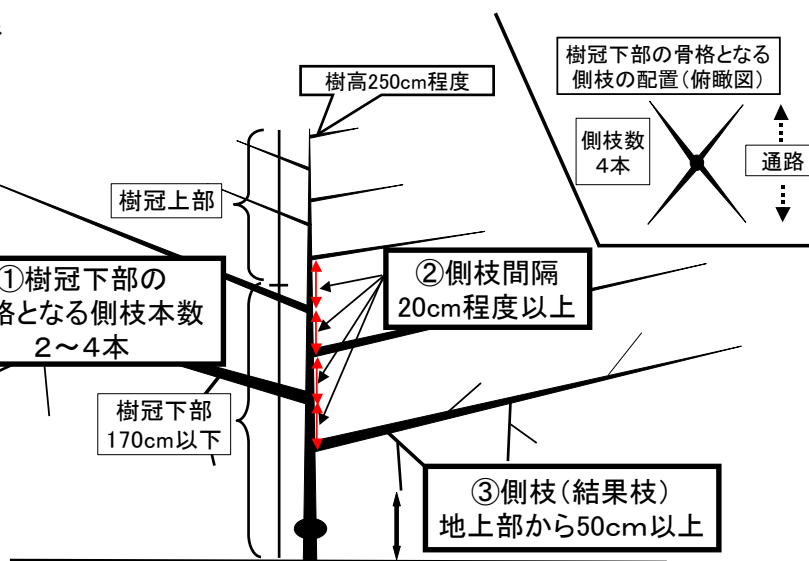 樹高250cm程度
樹冠下部の骨格となる
側枝の配置（俯瞰図）
側枝数
4本
通路
樹冠上部
①樹冠下部の
格となる側枝本数
２～４本
②側枝間隔
20cm程度以上
樹冠下部
170cm以下
③側枝（結果枝）
地上部から50cm以上